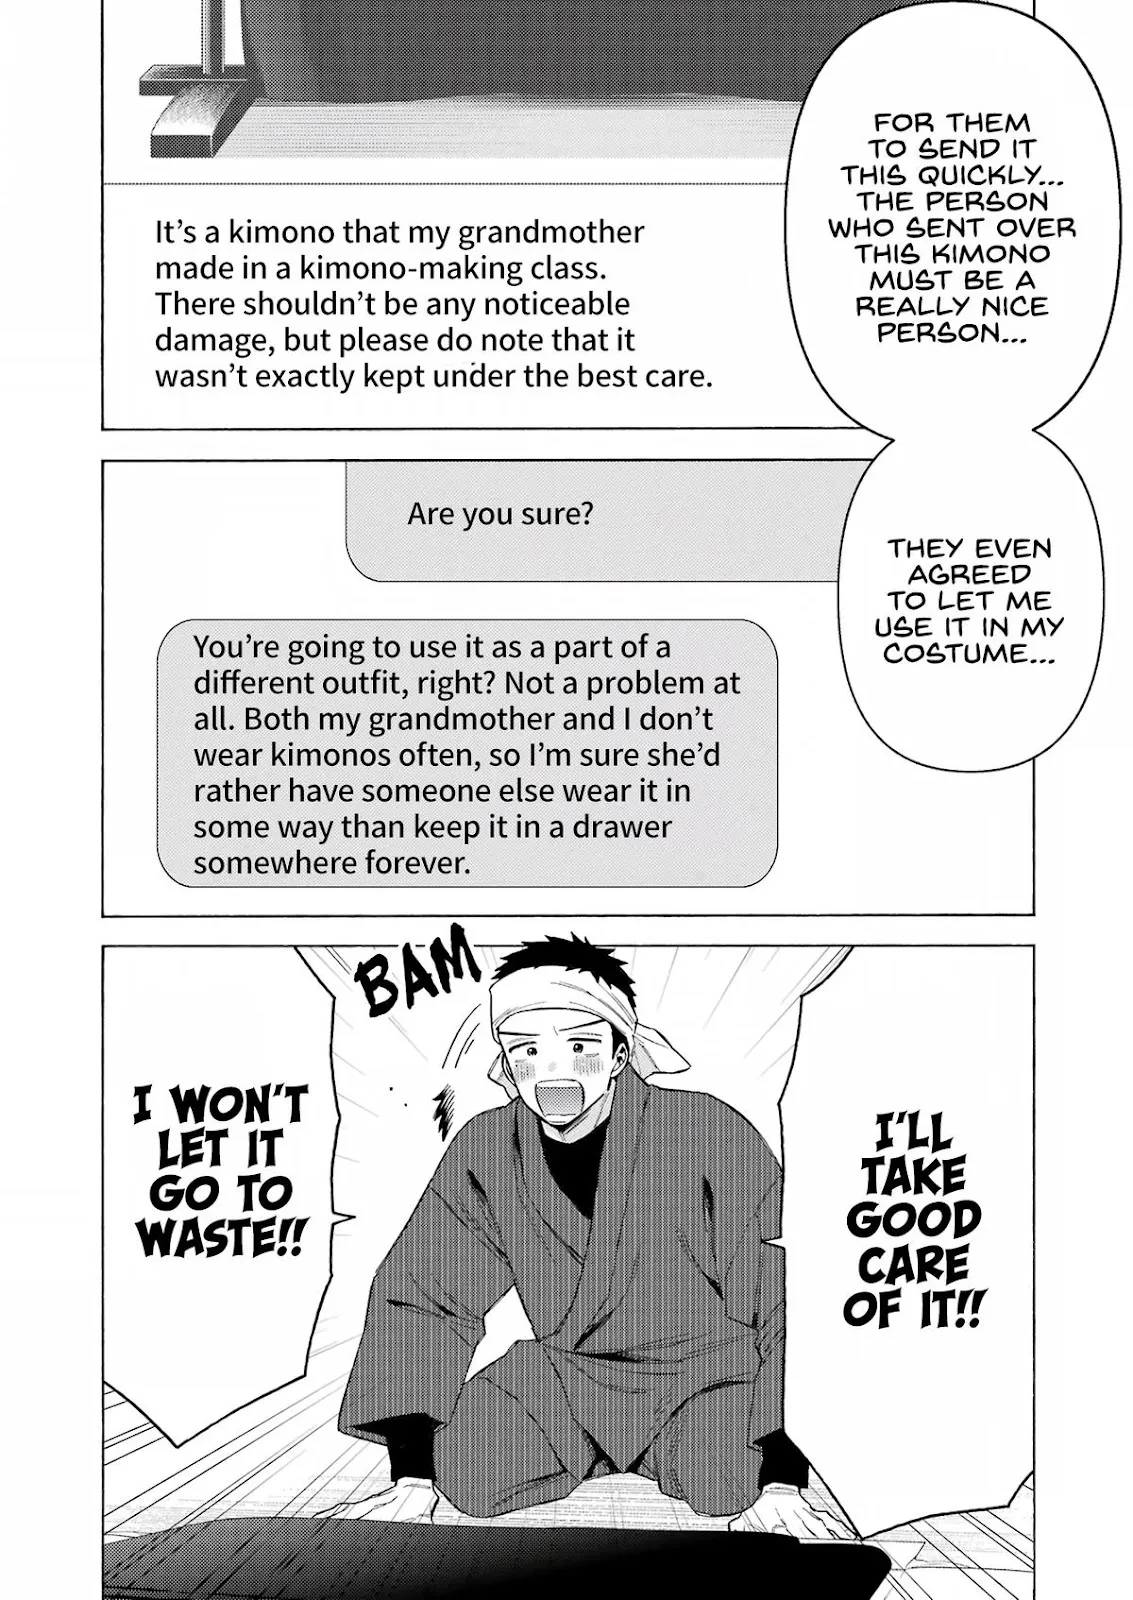 FOR THEM
TO SEND IT
THIS QUICKLY...
THE PERSON
WHO SENT OVER
THIS KIMONO
MUST BE A
REALLY NICE
PERSON...
It's a kimono that my grandmother
made in a kimono-making class.
There shouldn't be any noticeable
damage, but please do note that it
wasn't exactly kept under the best care.
THEY EVEN
AGREED
TO LET ME
USE IT IN MY
COSTUME...
Are you sure?
You're going to use it as a part of a
different outfit, right? Not a problem at
all. Both my grandmother and I don't
wear kimonos often, so I'm sure she'd
rather have someone else wear it in
some way than keep it in a drawer
somewhere forever.
BAM
I'LL
TAKE
GOOD
CARE
OF IT!!
I WON'T
LET IT
GO TO
WASTE!!